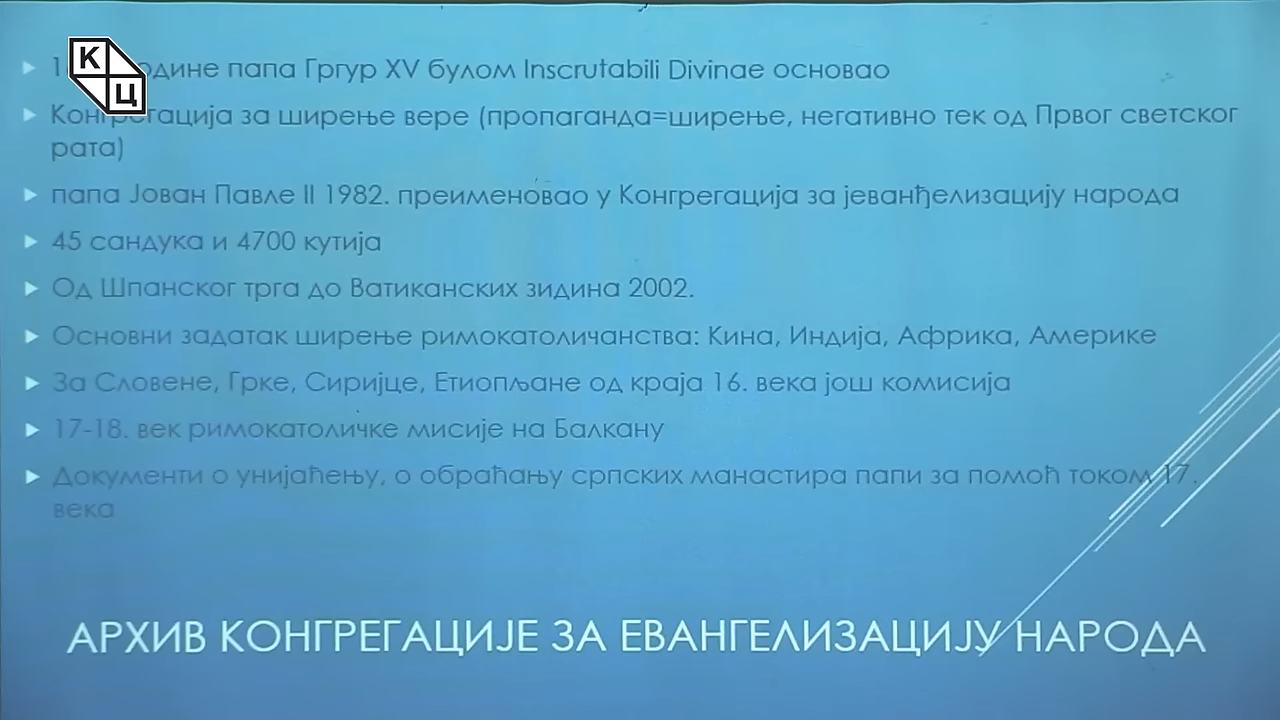 К
Ц
папа Гргур XV булом Inscrutabili Divinae основао
Конгрегација за ширење вере (пропаганда=ширење, негативно тек од Првог светског
рата)
папа Јован Павле II 1982. преименовао у Конгрегација за јеванђелизацију народа
45 сандука и 4700 кутија
Од Шпанског трга до Ватиканских зидина 2002.
Основни задатак ширење римокатоличанства: Кина, Индија, Африка, Америке
За Словене, Грке, Сиријце, Етиопљане од краја 16. века још комисија
17-18. век римокатоличке мисије на Балкану
Документи о унијаћењу, о обраћању српских манастира папи за помоћ током 17.
века
АРХИВ КОНГРЕГАЦИЈЕ ЗА ЕВАНГЕЛИЗАЦИЈУ НАРОДА